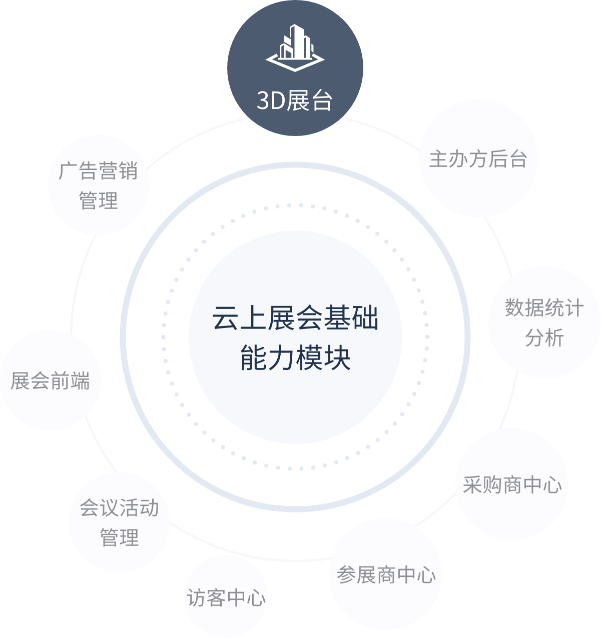 3D展台
主办方后台
广告营销
管理
云上展会基础
能力模块
数据统计
分析
展会前端
采购商中心
会议活动
管理
参展商中心
访客中心